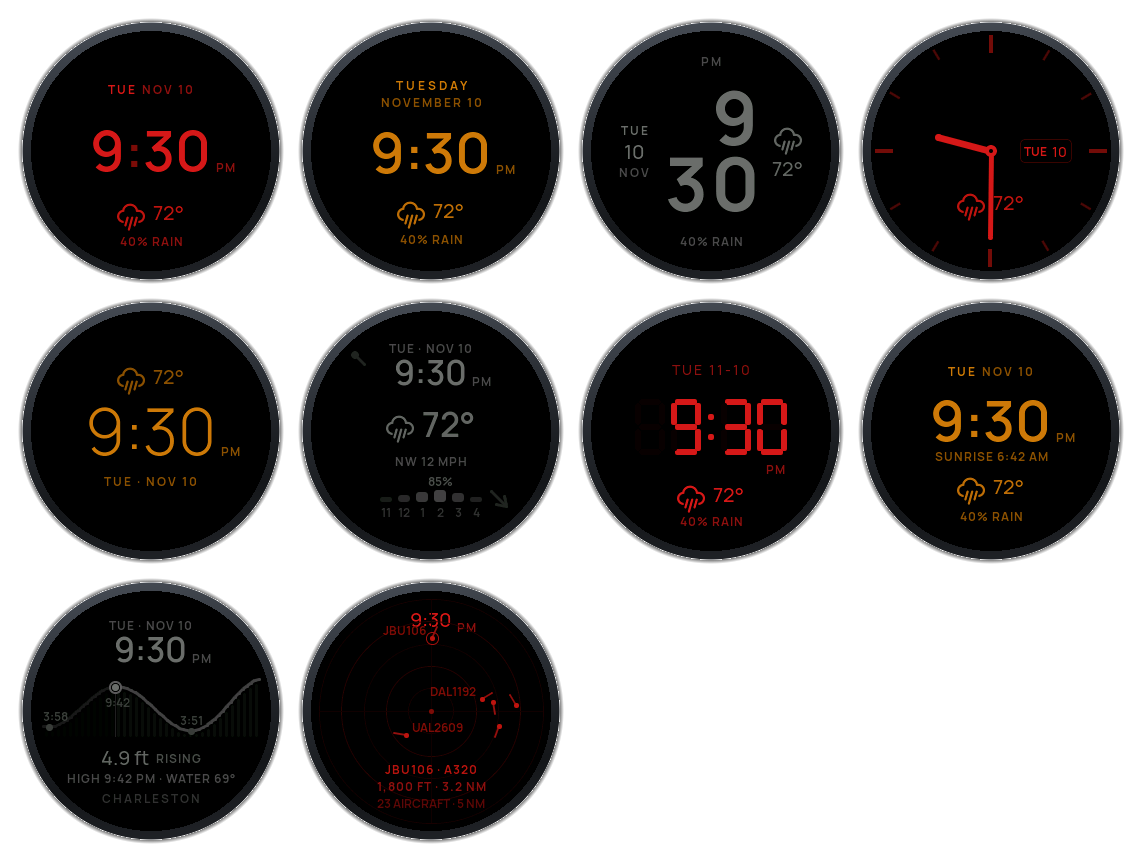 TUE NOV 10
9:30 PM
72°
40% RAIN
TUESDAY
NOVEMBER 10
9:30 PM
72°
40% RAIN
PM
9
30
TUE
10
NOV
72°
40% RAIN
TUE 10
72°
72°
9:30 PM
TUE · NOV 10
TUE · NOV 10
9:30 PM
72°
NW 12 MPH
85%
11 12 1 2 3 4
TUE 11-10
9:30
PM
72°
40% RAIN
TUE NOV 10
9:30 PM
SUNRISE 6:42 AM
72°
40% RAIN
TUE · NOV 10
9:30 PM
9:42
3:58
3:51
4.9 ft RISING
HIGH 9:42 PM · WATER 69°
CHARLESTON
9:30 PM
JBU106
DAL1192
UAL2609
JBU106 · A320
1,800 FT · 3.2 NM
23 AIRCRAFT · 5 NM